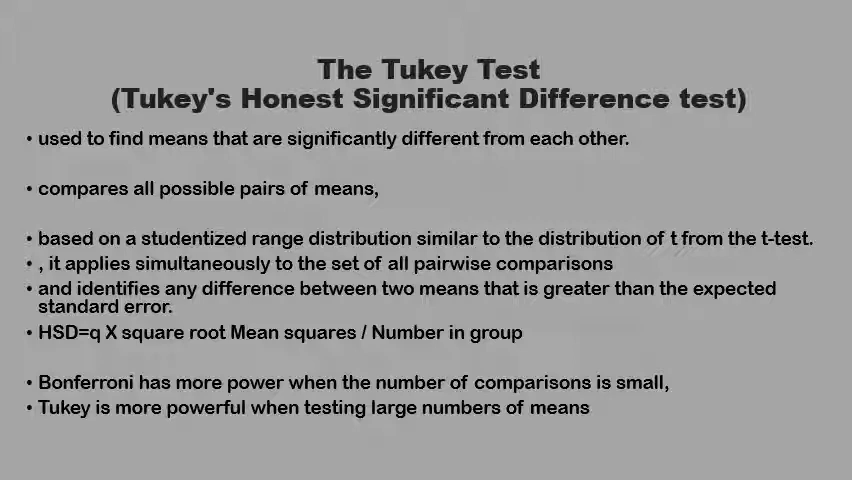 The Tukey Test
(Tukey's Honest Significant Difference test)
• used to find means that are significantly different from each other.
• compares all possible pairs of means,
• based on a studentized range distribution similar to the distribution of t from the t-test.
• , it applies simultaneously to the set of all pairwise comparisons
• and identifies any difference between two means that is greater than the expected
standard error.
• HSD=q X square root Mean squares / Number in group
• Bonferroni has more power when the number of comparisons is small,
• Tukey is more powerful when testing large numbers of means